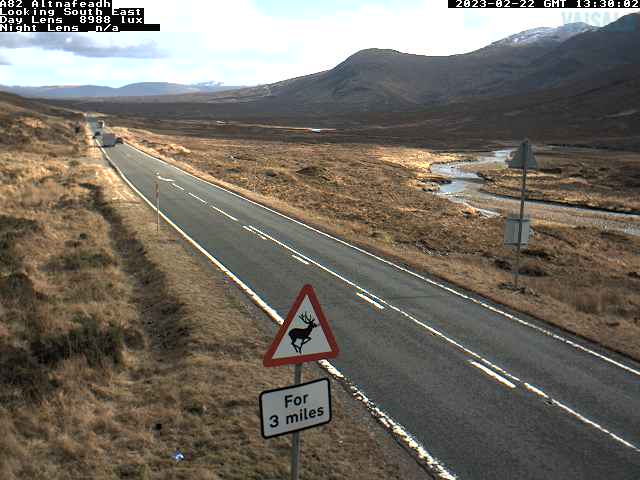 A82 Altnafeadh
Looking South East
Day Lens 8988 lux
Night Lens n/a
2023-02-22 GMT 13:30:02
VAISALA
For
3 miles